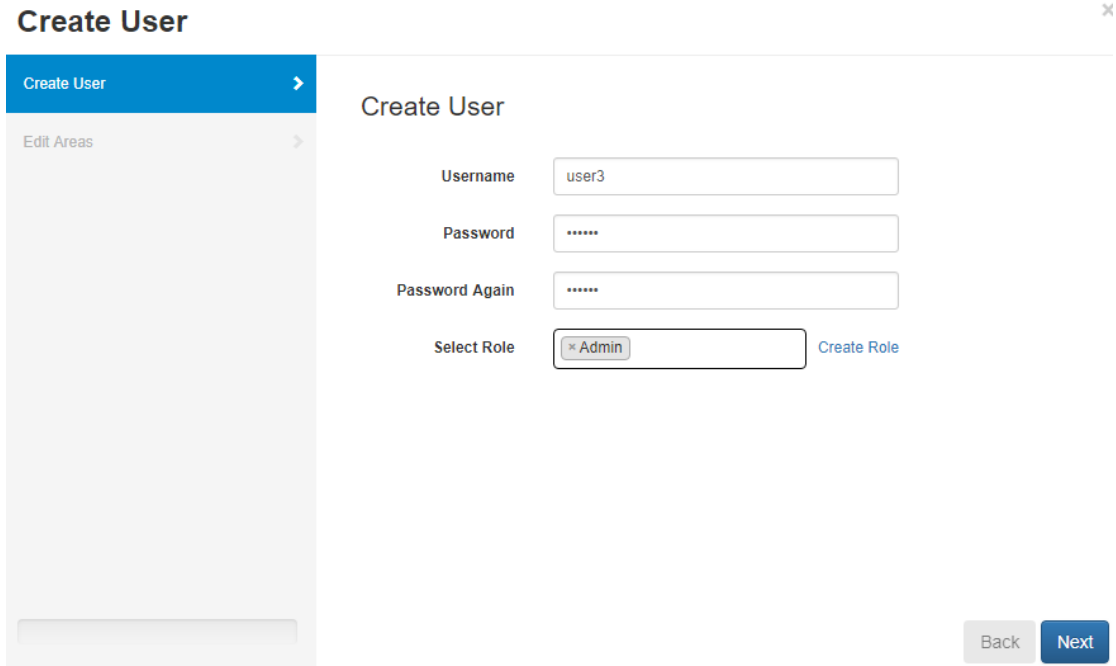 Create User
×
Create User
Edit Areas
Create User
Username user3
Password ••••••
Password Again ••••••
Select Role × Admin Create Role
Back Next